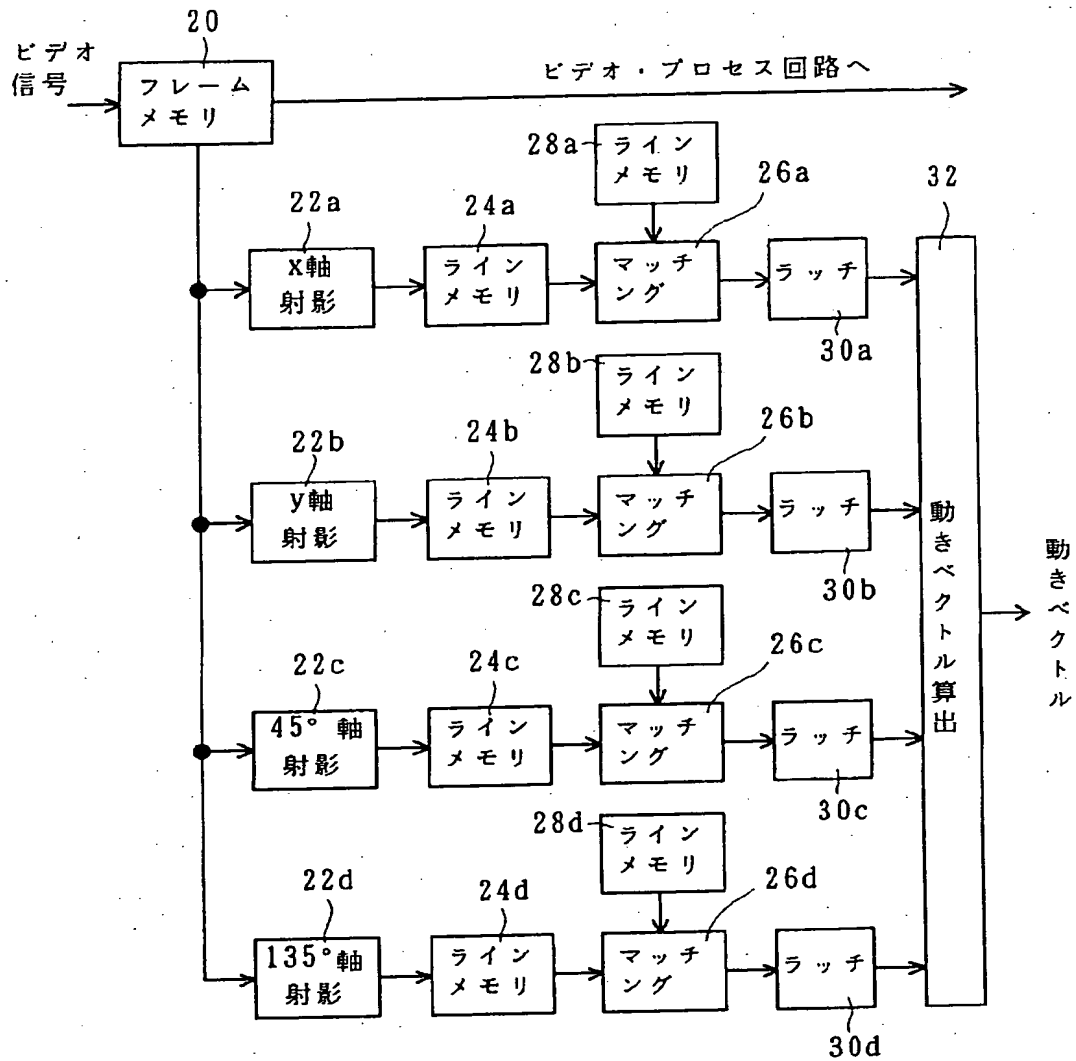 20
ビデオ
信号
フレーム
メモリ
ビデオ・プロセス回路へ
28a
ライン
メモリ
22a
24a
26a
32
x軸
射影
ライン
メモリ
マッチ
ング
ラッチ
30a
28b
ライン
メモリ
22b
24b
26b
y軸
射影
ライン
メモリ
マッチ
ング
ラッチ
30b
動きベクトル算出
動きベクトル
28c
ライン
メモリ
22c
24c
26c
45°軸
射影
ライン
メモリ
マッチ
ング
ラッチ
30c
28d
ライン
メモリ
22d
24d
26d
135°軸
射影
ライン
メモリ
マッチ
ング
ラッチ
30d